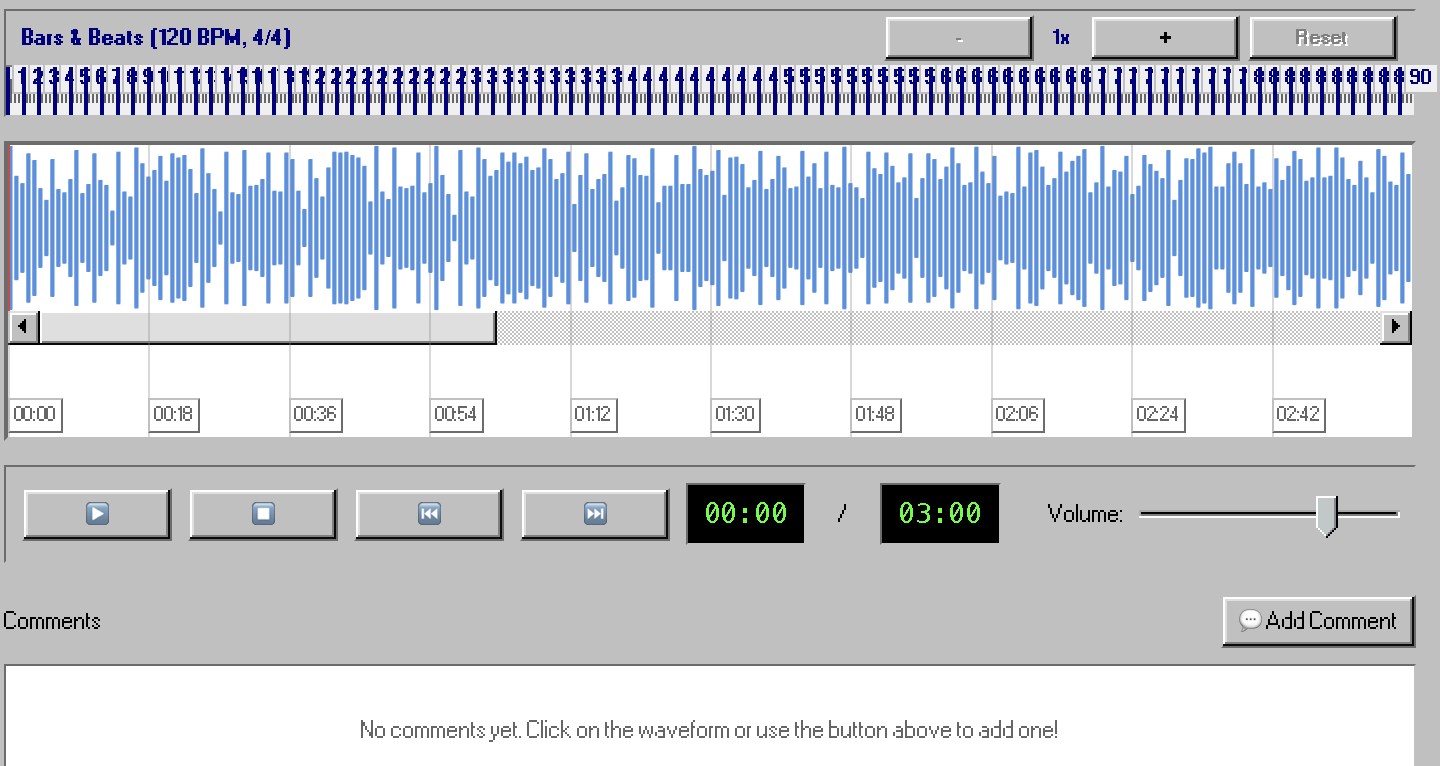 Bars & Beats (120 BPM, 4/4)
- 1x + Reset
1 2 3 4 5 6 7 8 9
90
00:00 00:18 00:36 00:54 01:12 01:30 01:48 02:06 02:24 02:42
00:00 / 03:00 Volume:
Comments
Add Comment
No comments yet. Click on the waveform or use the button above to add one!